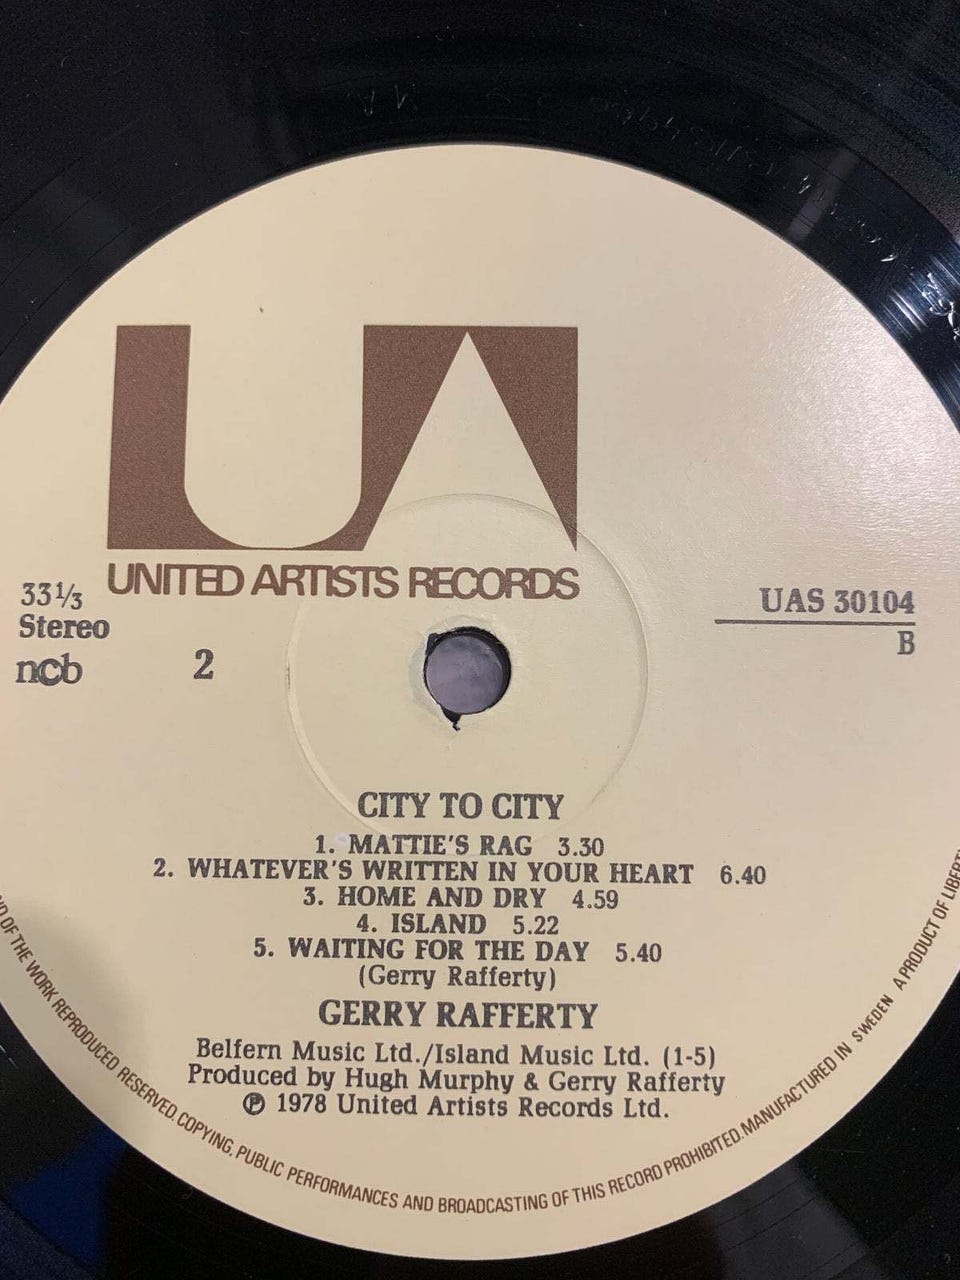 UA
UNITED ARTISTS RECORDS
33⅓
Stereo
ncb
2
UAS 30104
B
CITY TO CITY
1. MATTIE'S RAG 3.30
2. WHATEVER'S WRITTEN IN YOUR HEART 6.40
3. HOME AND DRY 4.59
4. ISLAND 5.22
5. WAITING FOR THE DAY 5.40
(Gerry Rafferty)
GERRY RAFFERTY
Belfern Music Ltd./Island Music Ltd. (1-5)
Produced by Hugh Murphy & Gerry Rafferty
℗ 1978 United Artists Records Ltd.
OF THE WORK REPRODUCED RESERVED. COPYING, PUBLIC PERFORMANCES AND BROADCASTING OF THIS RECORD PROHIBITED. MANUFACTURED IN SWEDEN A PRODUCT OF